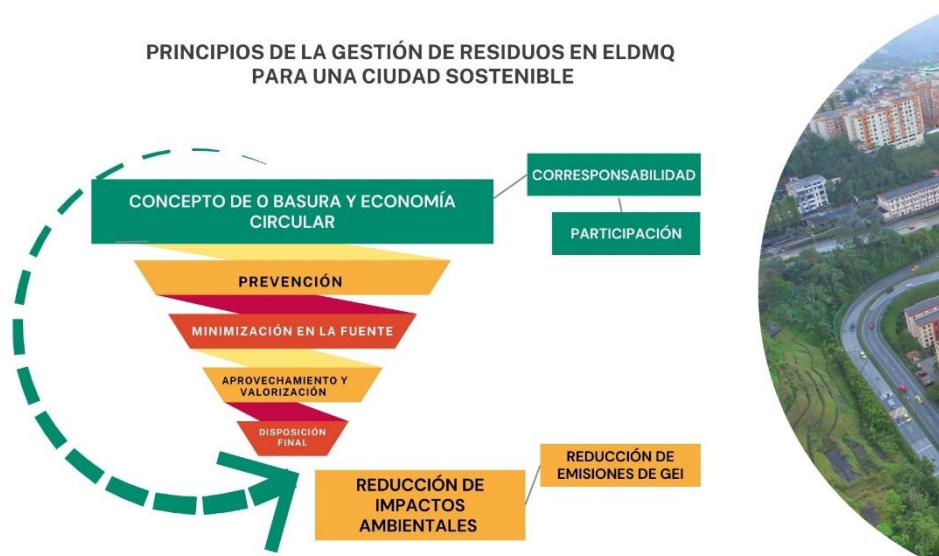 PRINCIPIOS DE LA GESTIÓN DE RESIDUOS EN ELDMQ
PARA UNA CIUDAD SOSTENIBLE
CONCEPTO DE 0 BASURA Y ECONOMÍA
CIRCULAR
CORRESPONSABILIDAD
PARTICIPACIÓN
PREVENCIÓN
MINIMIZACIÓN EN LA FUENTE
APROVECHAMIENTO Y
VALORIZACIÓN
DISPOSICIÓN
FINAL
REDUCCIÓN DE
IMPACTOS
AMBIENTALES
REDUCCIÓN DE
EMISIONES DE GEI